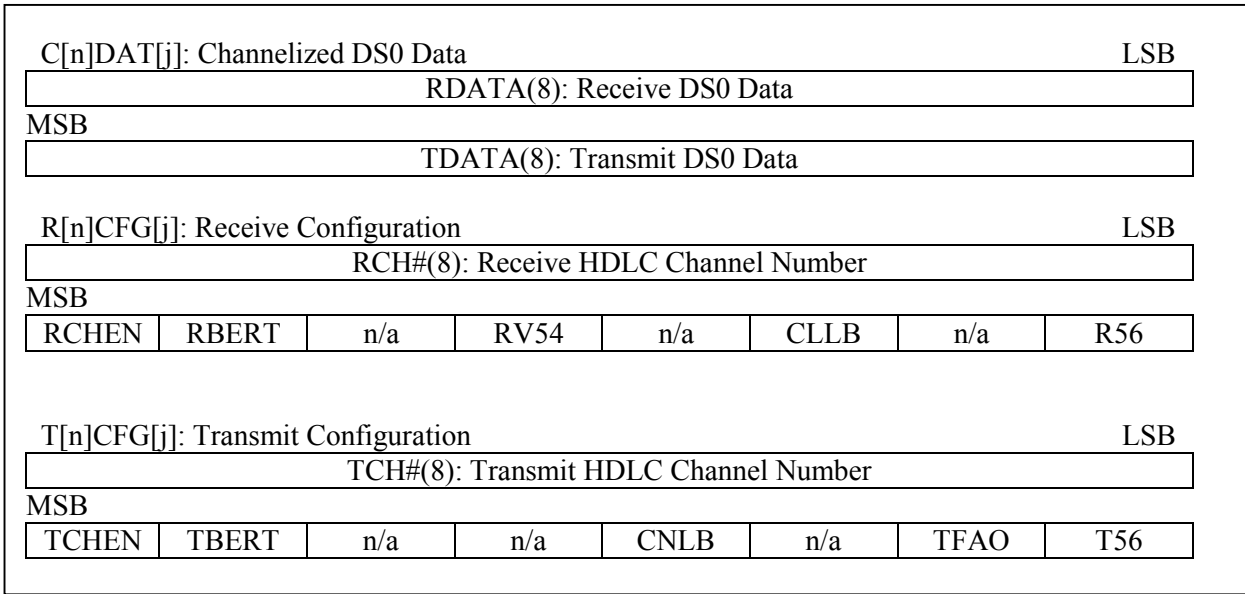 C[n]DAT[j]: Channelized DS0 Data LSB
RDATA(8): Receive DS0 Data
MSB
TDATA(8): Transmit DS0 Data
R[n]CFG[j]: Receive Configuration LSB
RCH#(8): Receive HDLC Channel Number
MSB
RCHEN RBERT n/a RV54 n/a CLLB n/a R56
T[n]CFG[j]: Transmit Configuration LSB
TCH#(8): Transmit HDLC Channel Number
MSB
TCHEN TBERT n/a n/a CNLB n/a TFAO T56